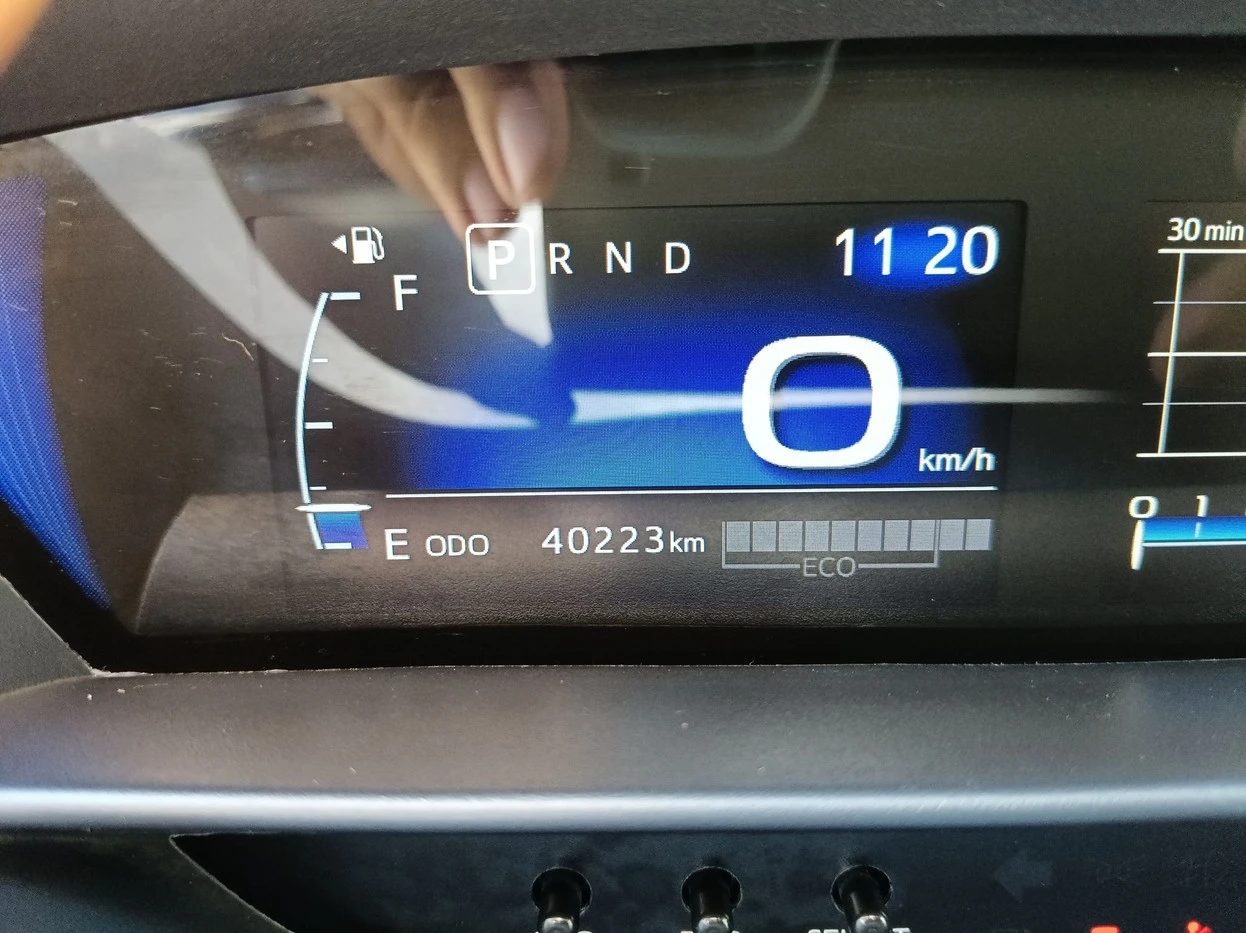 P R N D 11 20
F
0
km/h
E ODO 40223km
ECO
30 min
0 1